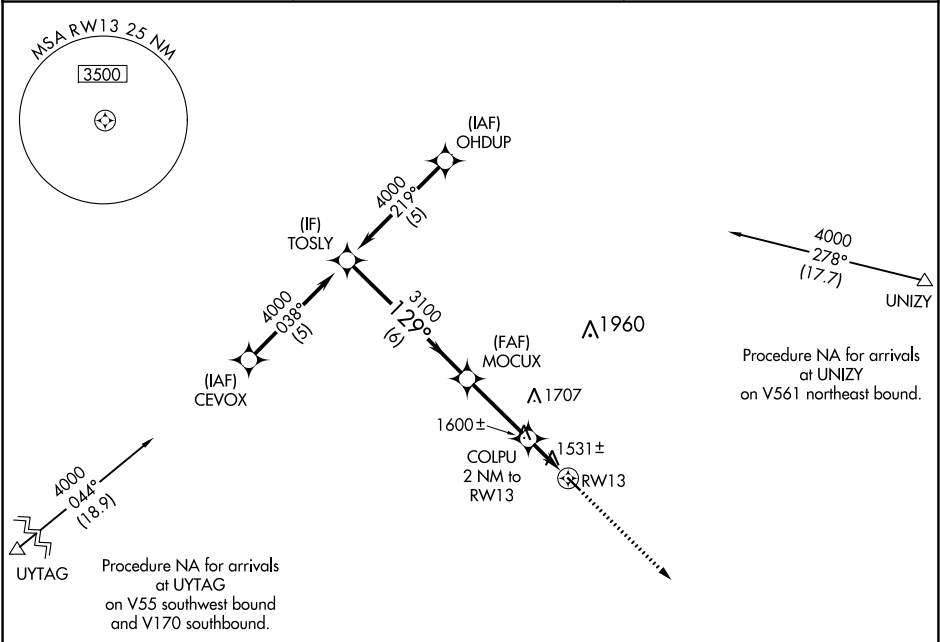 MSA RW13 25 NM
3500
(IAF)
OHDUP
4000
219°
(5)
(IF)
TOSLY
4000
278°
(17.7)
UNIZY
4000
038°
(5)
3100
129°
(6)
1960
(FAF)
MOCUX
Procedure NA for arrivals
at UNIZY
on V561 northeast bound.
(IAF)
CEVOX
1707
1600±
COLPU
2 NM to
RW13
1531±
RW13
4000
044°
(18.9)
UYTAG
Procedure NA for arrivals
at UYTAG
on V55 southwest bound
and V170 southbound.